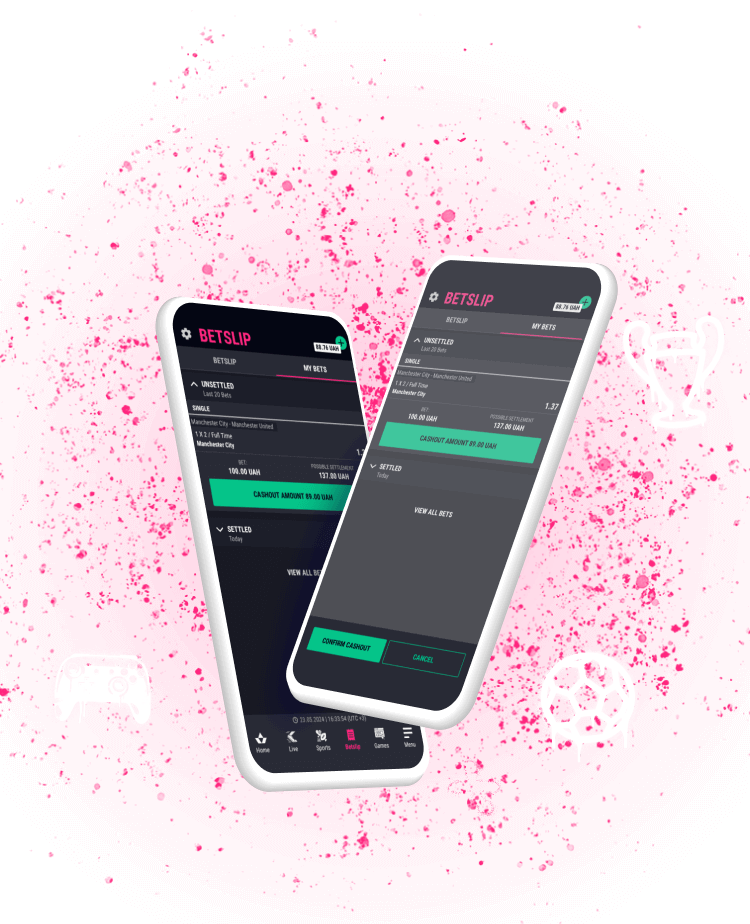 BETSLIP
88.76 UAH
BETSLIP
MY BETS
UNSETTLED
Last 20 Bets
SINGLE
Manchester City - Manchester United
1 X 2 / Full Time
Manchester City
BET:
POSSIBLE SETTLEMENT
100.00 UAH
137.00 UAH
CASHOUT AMOUNT 89.00 UAH
SETTLED
Today
VIEW ALL
23.05.2024 | 16:35:54 (UTC +3)
Home
Live
Sports
Betslip
Games
Menu
BETSLIP
88.76 UAH
BETSLIP
MY BETS
UNSETTLED
Last 20 Bets
SINGLE
Manchester City - Manchester United
1 X 2 / Full Time
1.37
Manchester City
BET:
POSSIBLE SETTLEMENT
100.00 UAH
137.00 UAH
CASHOUT AMOUNT 89.00 UAH
SETTLED
Today
VIEW ALL BETS
CONFIRM CASHOUT
CANCEL